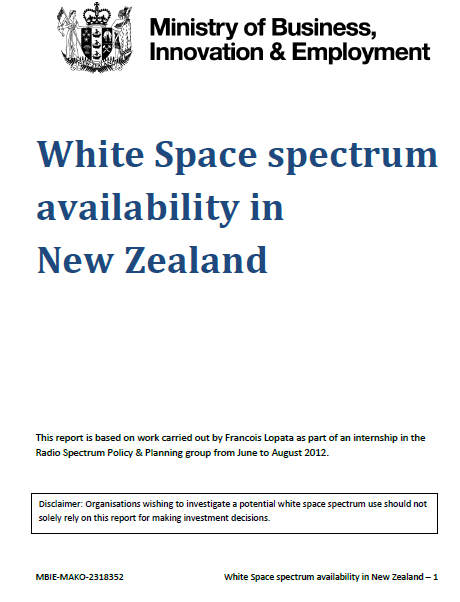 Ministry of Business,
Innovation & Employment
White Space spectrum
availability in
New Zealand
This report is based on work carried out by Francois Lopata as part of an internship in the
Radio Spectrum Policy & Planning group from June to August 2012.
Disclaimer: Organisations wishing to investigate a potential white space spectrum use should not
solely rely on this report for making investment decisions.
MBIE-MAKO-2318352 White Space spectrum availability in New Zealand – 1